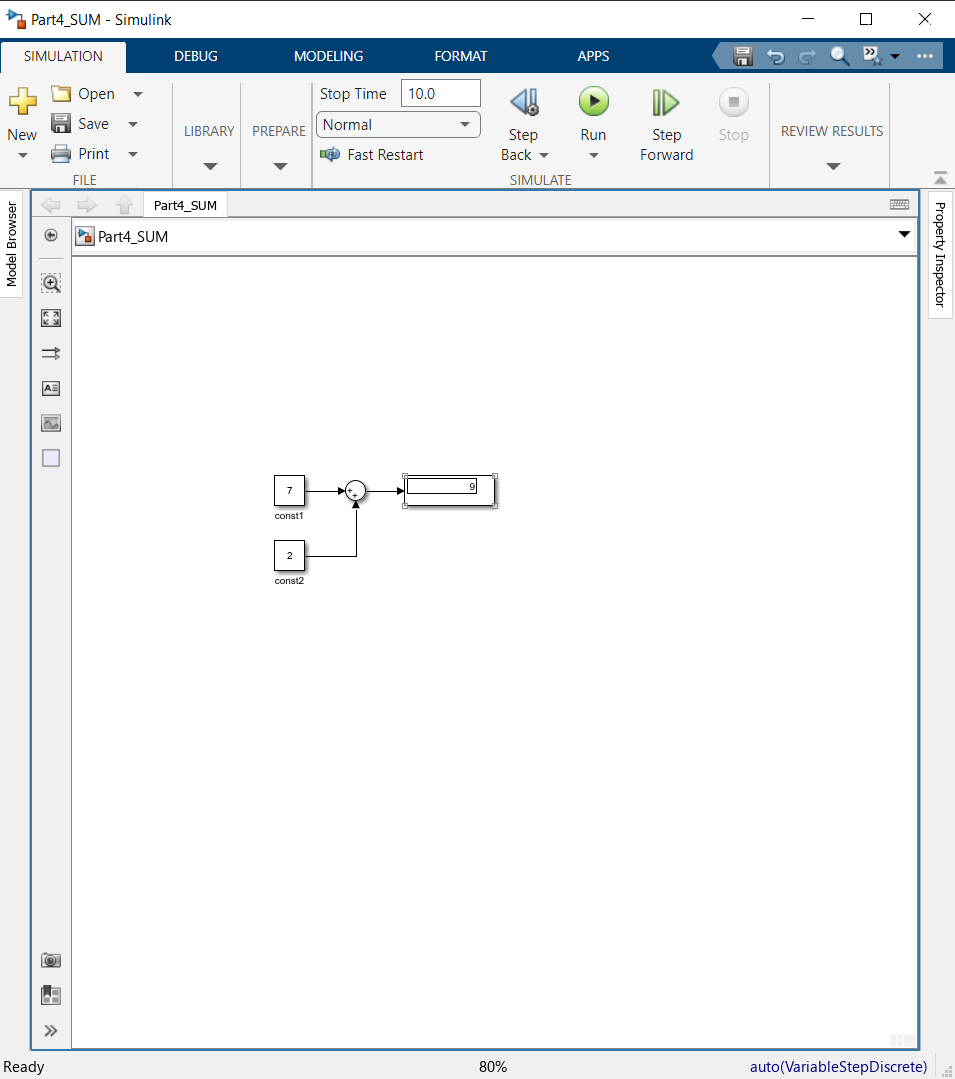 Part4_SUM - Simulink
SIMULATION DEBUG MODELING FORMAT APPS
New
Open
Save
Print
FILE
LIBRARY
PREPARE
Stop Time 10.0
Normal
Fast Restart
Step Back
Run
Step Forward
Stop
SIMULATE
REVIEW RESULTS
Model Browser
Property Inspector
Part4_SUM
Part4_SUM
7
const1
+
+
9
2
const2
Ready 80% auto(VariableStepDiscrete)